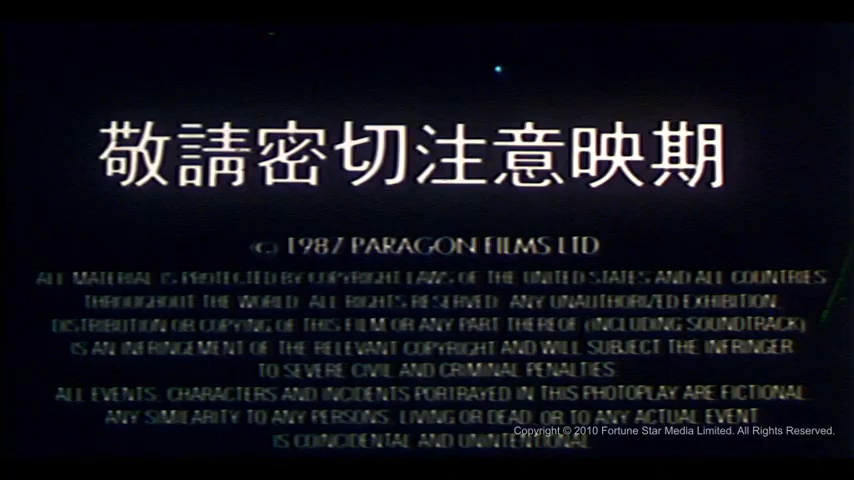 敬請密切注意映期
© 1987 PARAGON FILMS LTD
ALL MATERIAL IS PROTECTED BY COPYRIGHT LAWS OF THE UNITED STATES AND ALL COUNTRIES
THROUGHOUT THE WORLD. ALL RIGHTS RESERVED. ANY UNAUTHORIZED EXHIBITION,
DISTRIBUTION OR COPYING OF THIS FILM OR ANY PART THEREOF (INCLUDING SOUNDTRACK)
IS AN INFRINGEMENT OF THE RELEVANT COPYRIGHT AND WILL SUBJECT THE INFRINGER
TO SEVERE CIVIL AND CRIMINAL PENALTIES.
ALL EVENTS, CHARACTERS AND INCIDENTS PORTRAYED IN THIS PHOTOPLAY ARE FICTIONAL.
ANY SIMILARITY TO ANY PERSONS, LIVING OR DEAD, OR TO ANY ACTUAL EVENT
IS COINCIDENTAL AND UNINTENTIONAL.
Copyright © 2010 Fortune Star Media Limited. All Rights Reserved.